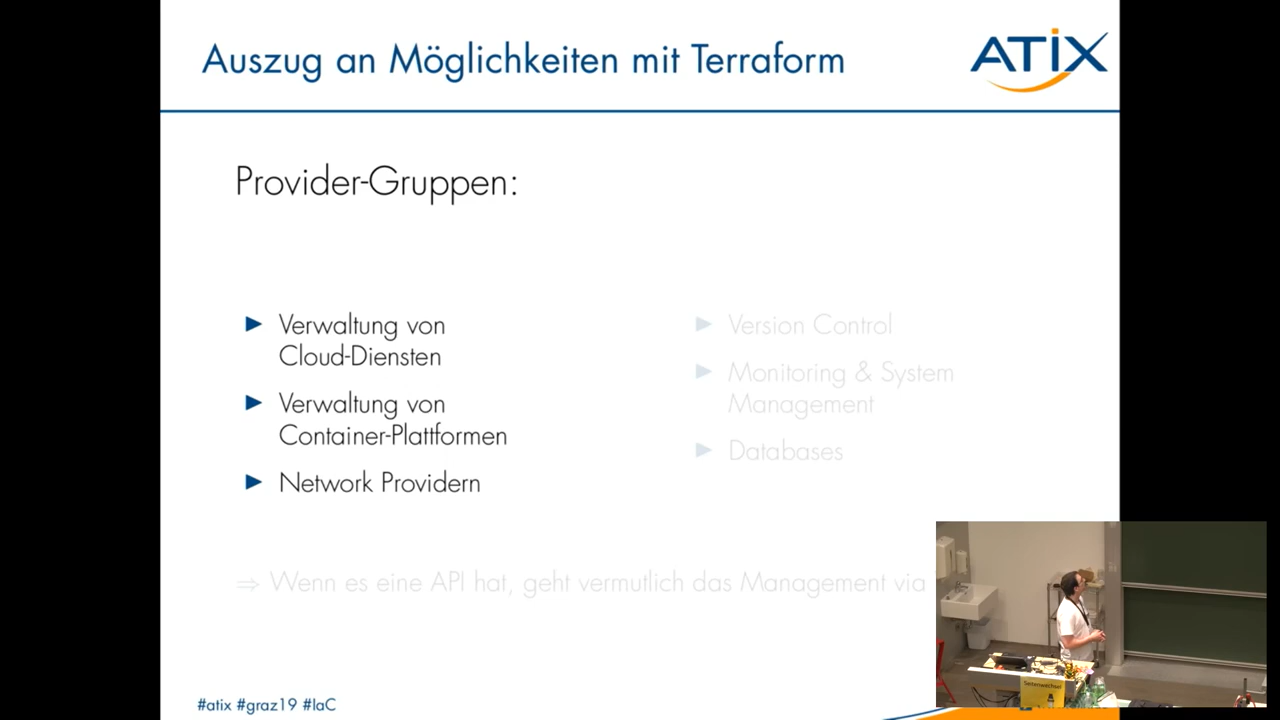 Auszug an Möglichkeiten mit Terraform
ATIX
Provider-Gruppen:
Verwaltung von
Cloud-Diensten
Verwaltung von
Container-Plattformen
Network Providern
Version Control
Monitoring & System
Management
Databases
⇒ Wenn es eine API hat, geht vermutlich das Management via
#atix #graz19 #IaC
Seitenwechsel